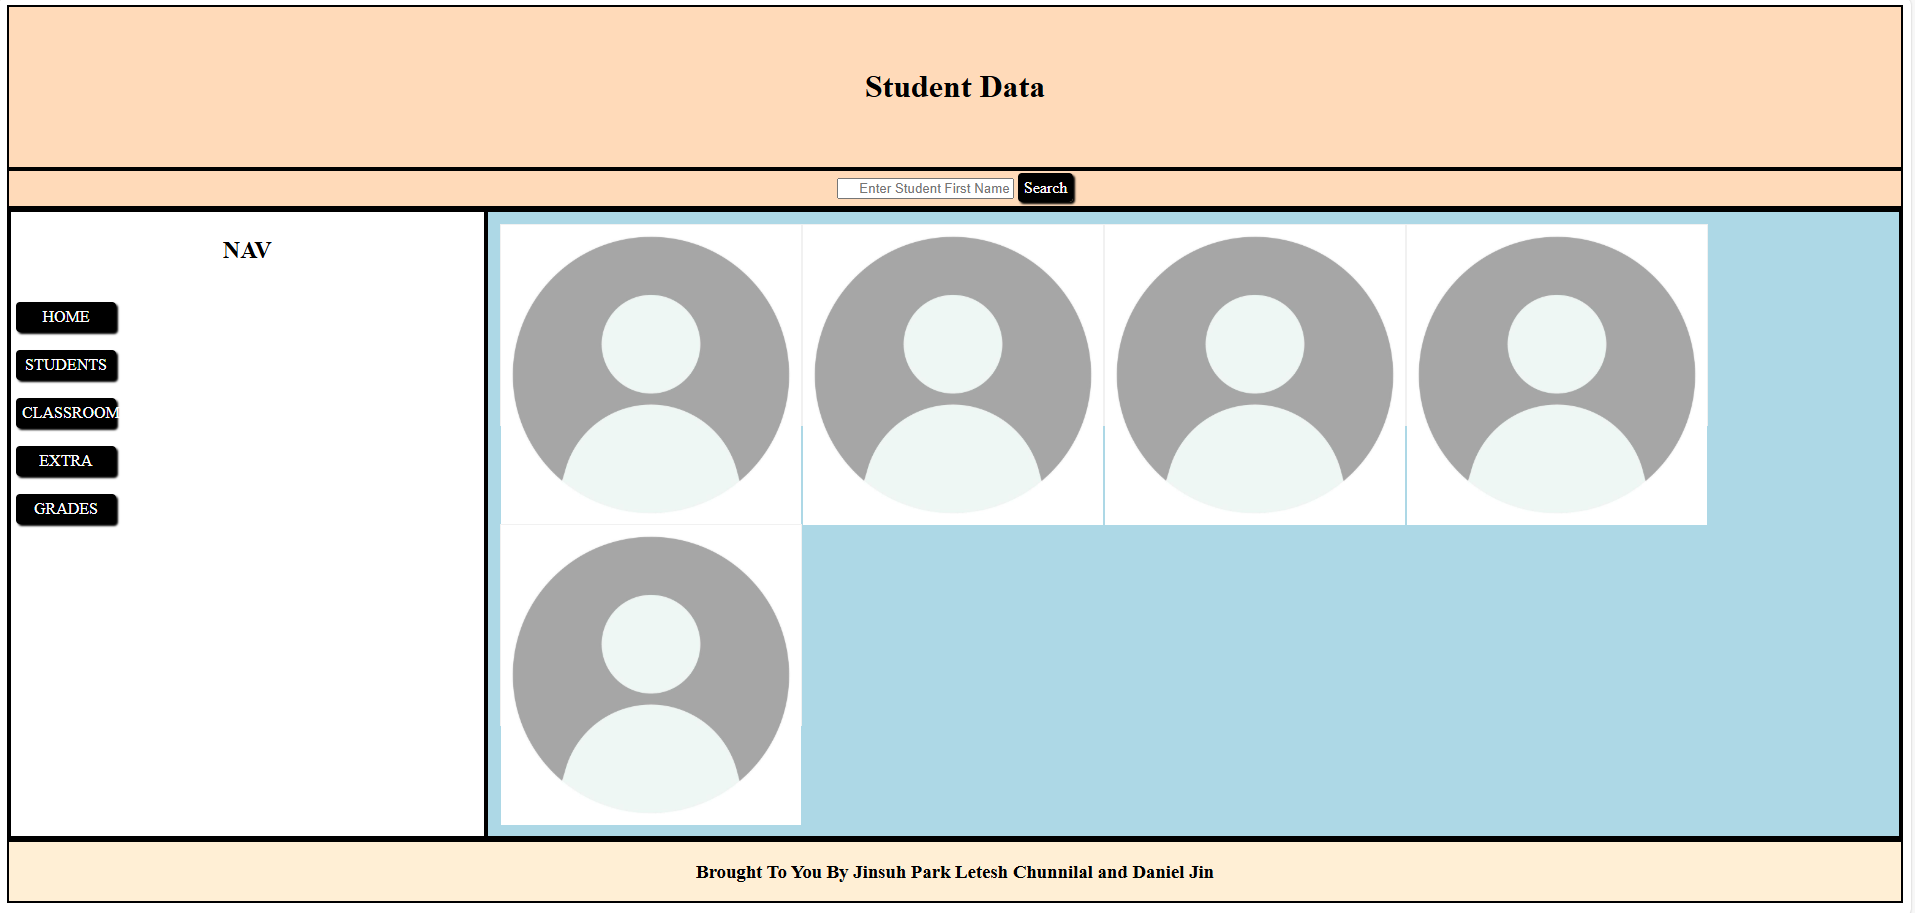 Student Data
Enter Student First Name Search
NAV
HOME
STUDENTS
CLASSROOM
EXTRA
GRADES
Brought To You By Jinsuh Park Letesh Chunnilal and Daniel Jin